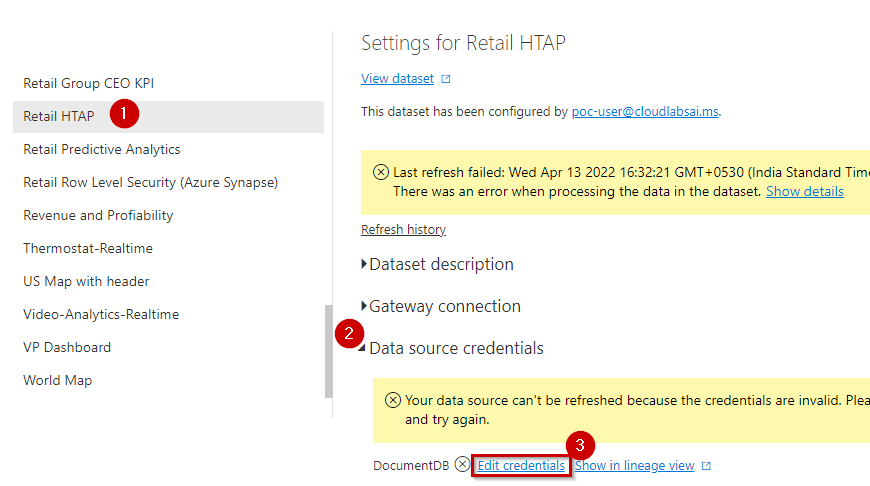 Retail Group CEO KPI
Retail HTAP
1
Retail Predictive Analytics
Retail Row Level Security (Azure Synapse)
Revenue and Profiability
Thermostat-Realtime
US Map with header
Video-Analytics-Realtime
VP Dashboard
World Map
Settings for Retail HTAP
View dataset
This dataset has been configured by poc-user@cloudlabsai.ms.
Last refresh failed: Wed Apr 13 2022 16:32:21 GMT+0530 (India Standard Time
There was an error when processing the data in the dataset. Show details
Refresh history
Dataset description
Gateway connection
2
Data source credentials
Your data source can't be refreshed because the credentials are invalid. Plea
and try again.
3
DocumentDB Edit credentials Show in lineage view